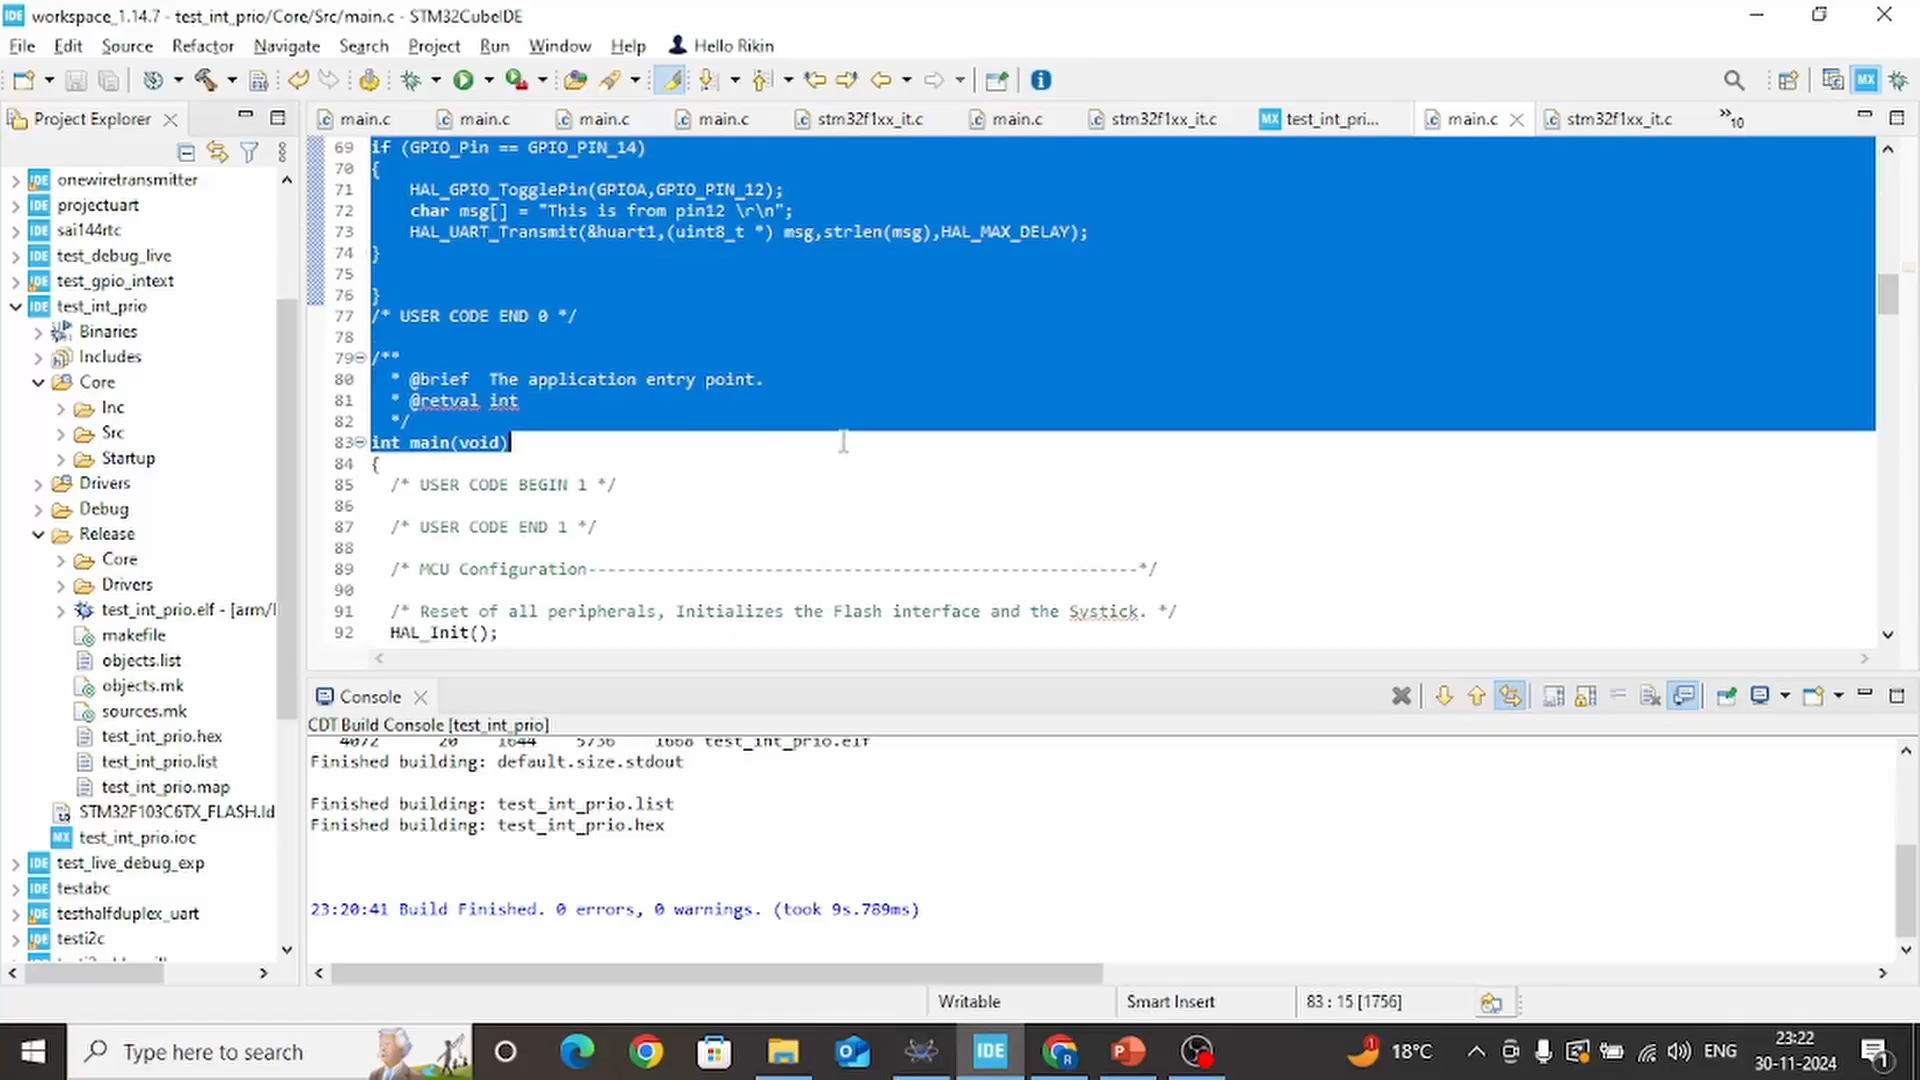 workspace_1.14.7 - test_int_prio/Core/Src/main.c - STM32CubeIDE
File Edit Source Refactor Navigate Search Project Run Window Help Hello Rikin
Project Explorer
main.c main.c main.c main.c stm32f1xx_it.c main.c stm32f1xx_it.c test_int_pri... main.c stm32f1xx_it.c »10
onewiretransmitter
projectuart
sai144rtc
test_debug_live
test_gpio_intext
test_int_prio
Binaries
Includes
Core
Inc
Src
Startup
Drivers
Debug
Release
Core
Drivers
test_int_prio.elf - [arm/l
makefile
objects.list
objects.mk
sources.mk
test_int_prio.hex
test_int_prio.list
test_int_prio.map
STM32F103C6TX_FLASH.ld
test_int_prio.ioc
test_live_debug_exp
testabc
testhalfduplex_uart
testi2c
69 if (GPIO_Pin == GPIO_PIN_14)
70 {
71 HAL_GPIO_TogglePin(GPIOA,GPIO_PIN_12);
72 char msg[] = "This is from pin12 \r\n";
73 HAL_UART_Transmit(&huart1,(uint8_t *) msg,strlen(msg),HAL_MAX_DELAY);
74 }
75
76 }
77 /* USER CODE END 0 */
78
79 /**
80 * @brief The application entry point.
81 * @retval int
82 */
83 int main(void)
84 {
85 /* USER CODE BEGIN 1 */
86
87 /* USER CODE END 1 */
88
89 /* MCU Configuration--------------------------------------------------------*/
90
91 /* Reset of all peripherals, Initializes the Flash interface and the Systick. */
92 HAL_Init();
Console
CDT Build Console [test_int_prio]
4072 20 1644 5736 1668 test_int_prio.elf
Finished building: default.size.stdout
Finished building: test_int_prio.list
Finished building: test_int_prio.hex
23:20:41 Build Finished. 0 errors, 0 warnings. (took 9s.789ms)
Writable Smart Insert 83 : 15 [1756]
Type here to search
IDE
18°C ENG 23:22
30-11-2024
1